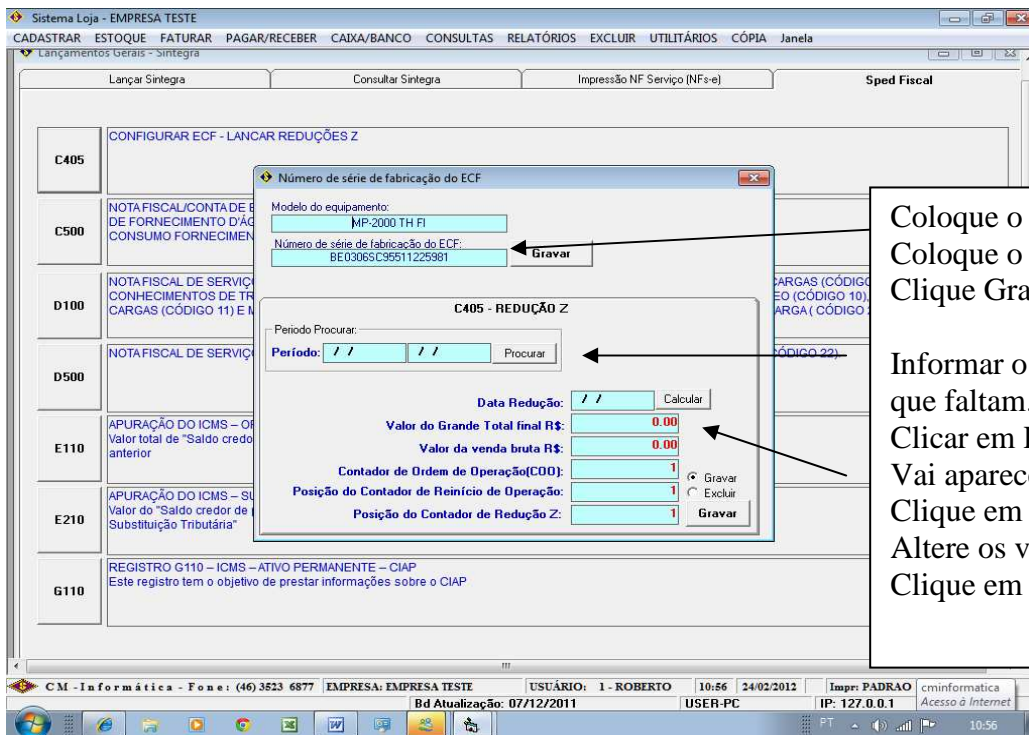 Sistema Loja - EMPRESA TESTE
CADASTRAR ESTOQUE FATURAR PAGAR/RECEBER CAIXA/BANCO CONSULTAS RELATÓRIOS EXCLUIR UTILITÁRIOS CÓPIA Janela
Lançamentos Gerais - Sintegra
Lançar Sintegra Consultar Sintegra Impressão NF Serviço (NFs-e) Sped Fiscal
C405 CONFIGURAR ECF - LANCAR REDUÇÕES Z
C500 NOTA FISCAL/CONTA DE E
DE FORNECIMENTO D'ÁG
CONSUMO FORNECIMEN
D100 NOTA FISCAL DE SERVIÇ CARGAS (CÓDIGO
CONHECIMENTOS DE TR EO (CÓDIGO 10),
CARGAS (CÓDIGO 11) E ARGA ( CÓDIGO
D500 NOTA FISCAL DE SERVIÇ CÓDIGO 22).
E110 APURAÇÃO DO ICMS – OP
Valor total de "Saldo credo
anterior
E210 APURAÇÃO DO ICMS – SU
Valor do "Saldo credor de
Substituição Tributária"
G110 REGISTRO G110 – ICMS – ATIVO PERMANENTE – CIAP
Este registro tem o objetivo de prestar informações sobre o CIAP
Número de série de fabricação do ECF
Modelo do equipamento:
MP-2000 TH FI
Número de série de fabricação do ECF:
BE0306SC95511225981 Gravar
C405 - REDUÇÃO Z
Periodo Procurar:
Período: / / / / Procurar
Data Redução: / / Calcular
Valor do Grande Total final R$: 0.00
Valor da venda bruta R$: 0.00
Contador de Ordem de Operação(COO): 1 Gravar
Posição do Contador de Reinício de Operação: 1 Excluir
Posição do Contador de Redução Z: 1 Gravar
Coloque o
Coloque o
Clique Gra
Informar o
que faltam.
Clicar em
Vai aparec
Clique em
Altere os v
Clique em
CM-Informática - Fone: (46) 3523 6877 EMPRESA: EMPRESA TESTE USUÁRIO: 1 - ROBERTO 10:56 24/02/2012 Impr: PADRAO
Bd Atualização: 07/12/2011 USER-PC IP: 127.0.0.1
cminformatica
Acesso à Internet
PT 10:56